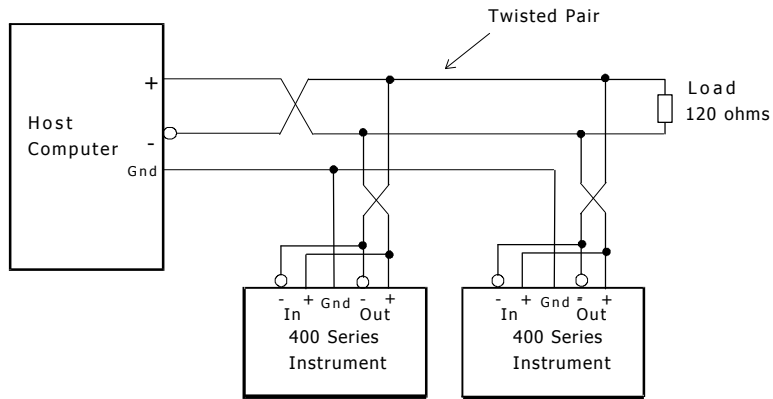 Twisted Pair
+
Load
120 ohms
Host
Computer
-
Gnd
- + Gnd - +
In Out
400 Series
Instrument
- + Gnd - +
In Out
400 Series
Instrument